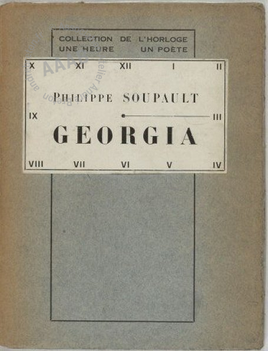 COLLECTION DE L'HORLOGE
UNE HEURE UN POÈTE
X XI XII I II
PHILIPPE SOUPAULT
IX III
GEORGIA
VIII VII VI V IV